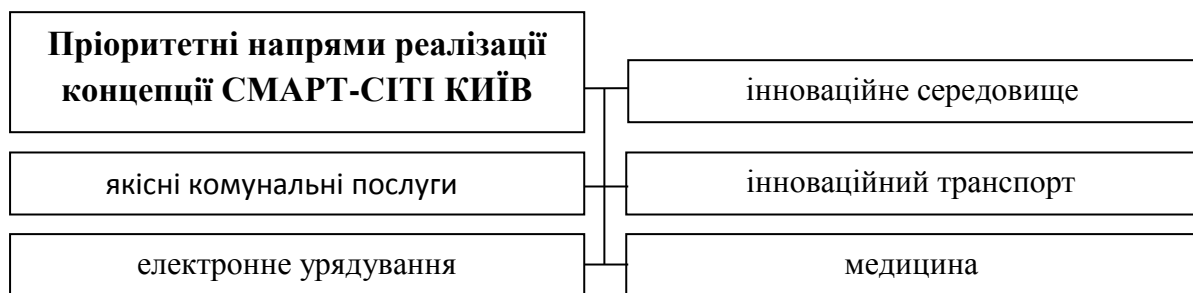 Пріоритетні напрями реалізації
концепції СМАРТ-СІТІ КИЇВ
інноваційне середовище
якісні комунальні послуги
інноваційний транспорт
електронне урядування
медицина